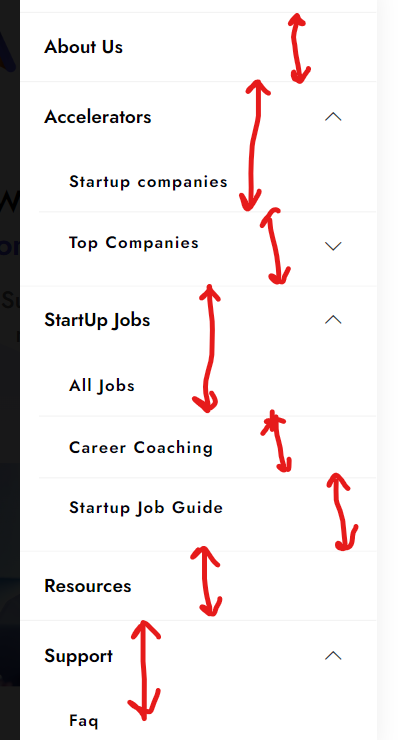 About Us
Accelerators
Startup companies
Top Companies
StartUp Jobs
All Jobs
Career Coaching
Startup Job Guide
Resources
Support
Faq